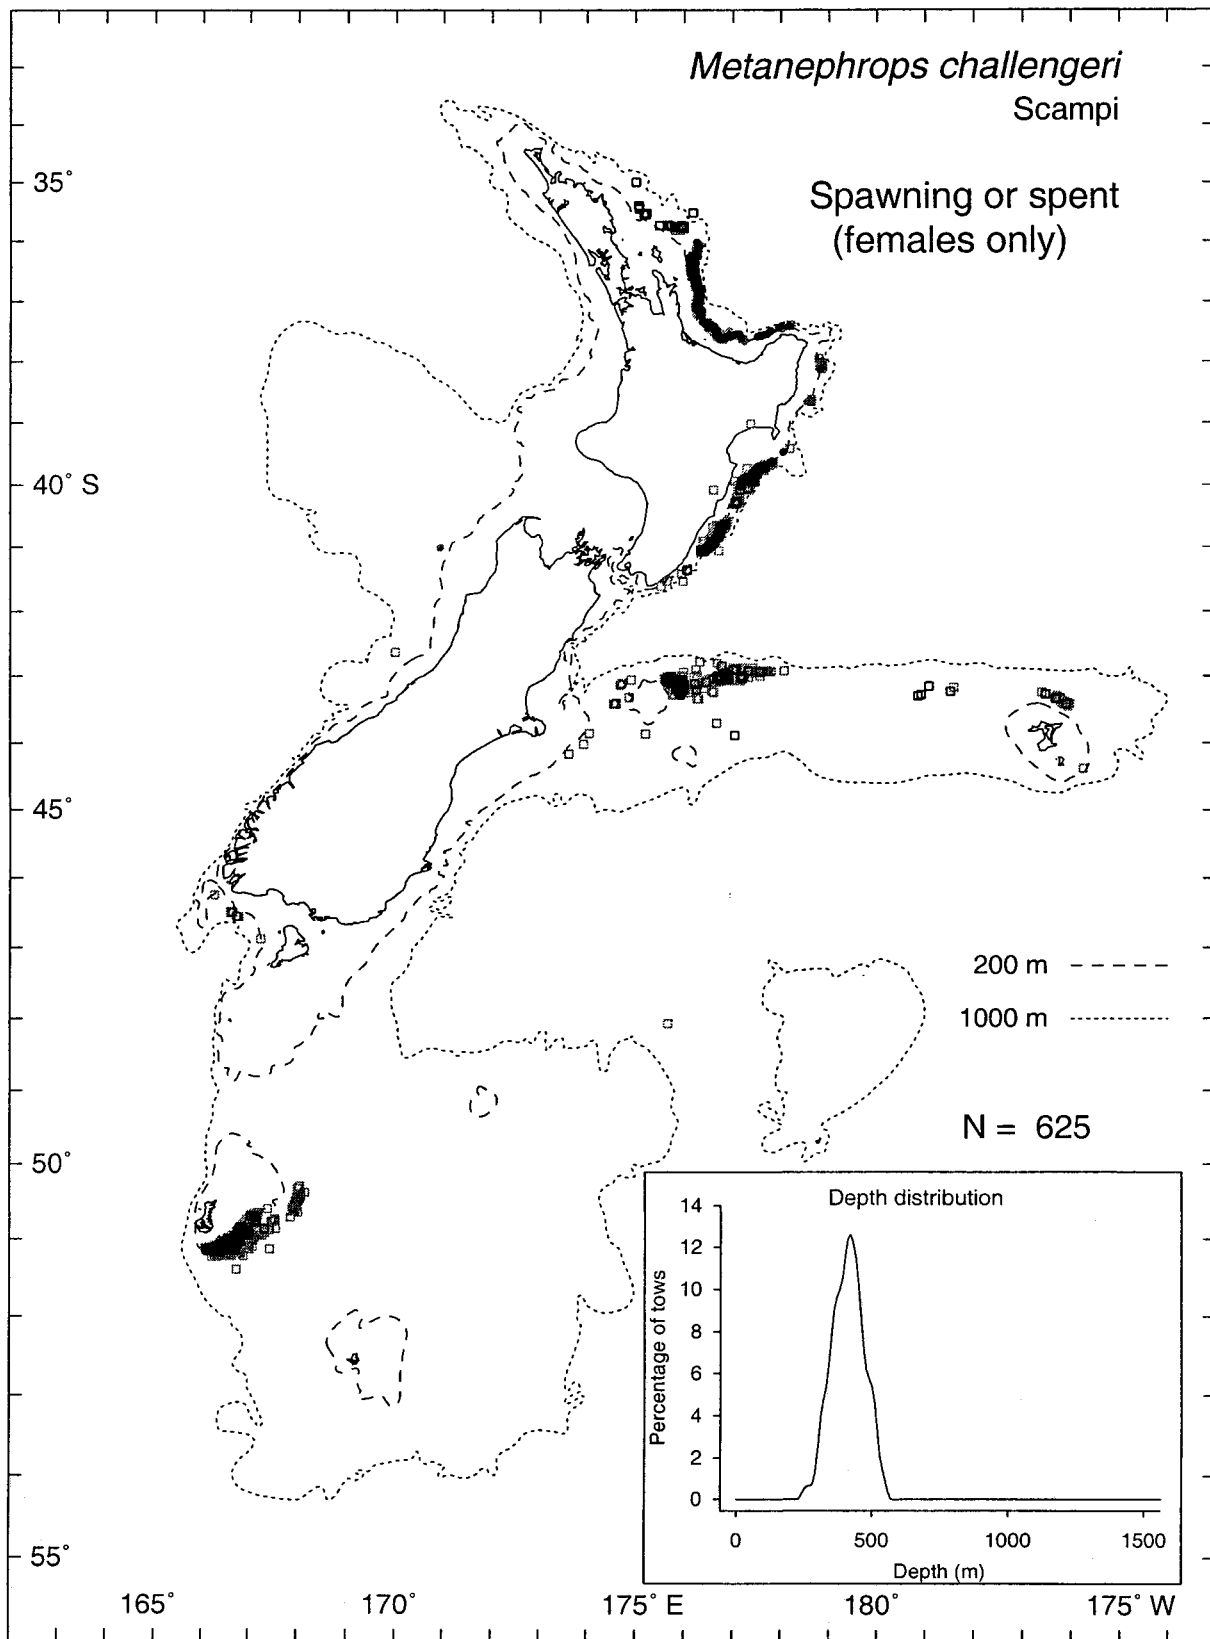 Metanephrops challengeri
Scampi
Spawning or spent
(females only)
35°
40° S
45°
50°
55°
200 m
1000 m
N = 625
Depth distribution
Percentage of tows
14
12
10
8
6
4
2
0
0 500 1000 1500
Depth (m)
165° 170° 175° E 180° 175° W